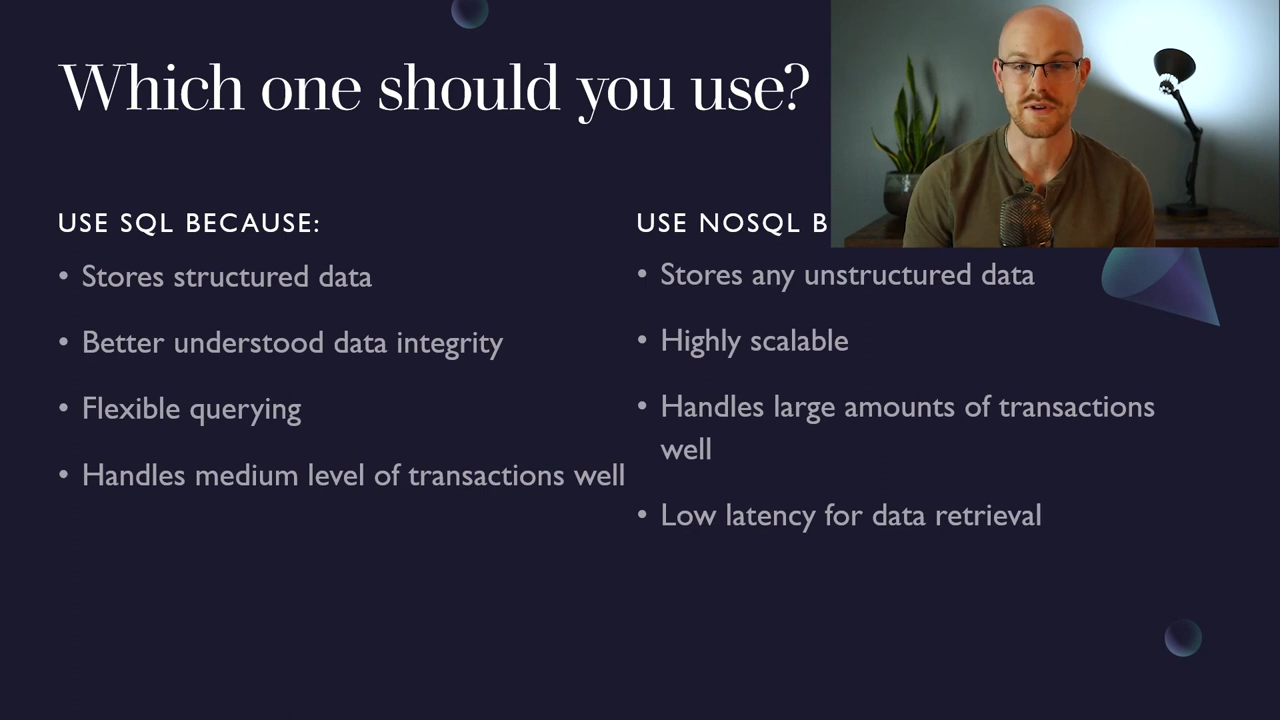 Which one should you use?
USE SQL BECAUSE:
• Stores structured data
• Better understood data integrity
• Flexible querying
• Handles medium level of transactions well
USE NOSQL
• Stores any unstructured data
• Highly scalable
• Handles large amounts of transactions
well
• Low latency for data retrieval